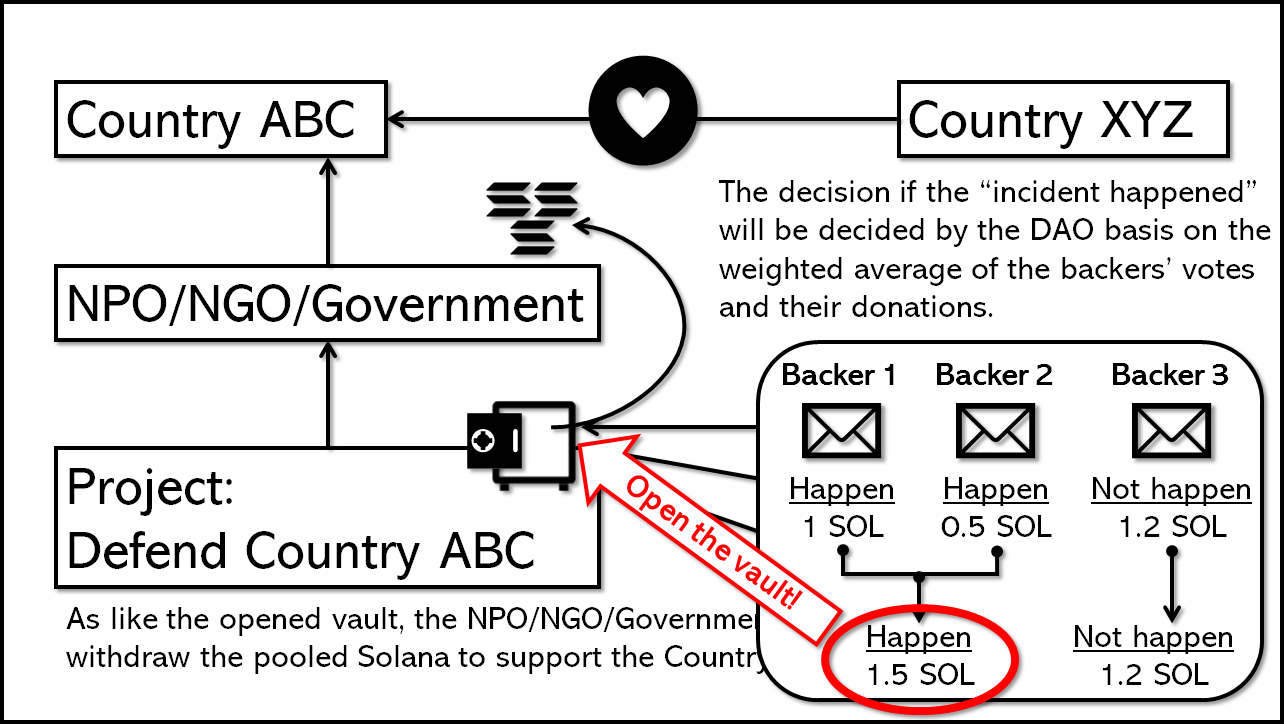 Country ABC
Country XYZ
The decision if the “incident happened”
will be decided by the DAO basis on the
weighted average of the backers’ votes
and their donations.
NPO/NGO/Government
Project:
Defend Country ABC
As like the opened vault, the NPO/NGO/Governme
withdraw the pooled Solana to support the Country
Open the vault!
Backer 1
Backer 2
Backer 3
Happen
Happen
Not happen
1 SOL
0.5 SOL
1.2 SOL
Happen
Not happen
1.5 SOL
1.2 SOL